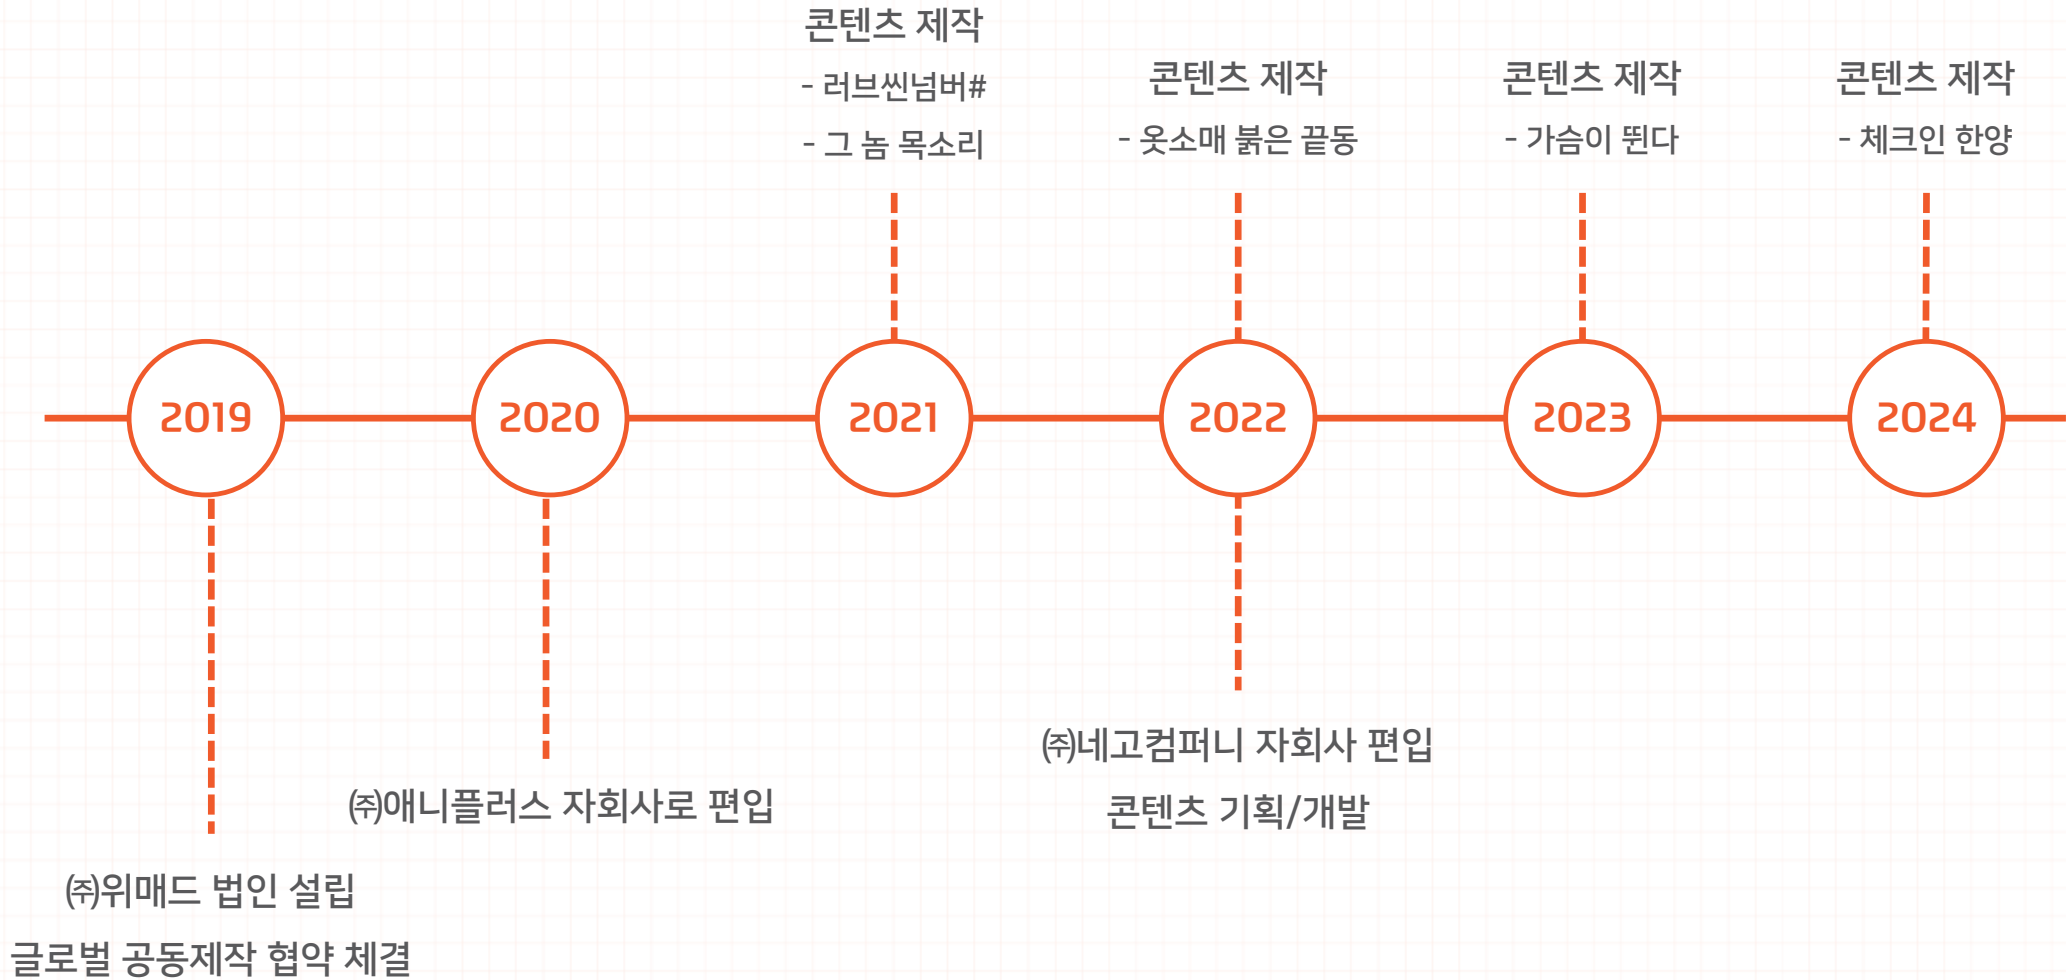 콘텐츠 제작
- 러브씬넘버#
- 그 놈 목소리
콘텐츠 제작
- 옷소매 붉은 끝동
콘텐츠 제작
- 가슴이 뛴다
콘텐츠 제작
- 체크인 한양
2019
2020
2021
2022
2023
2024
㈜위매드 법인 설립
글로벌 공동제작 협약 체결
㈜애니플러스 자회사로 편입
㈜네고컴퍼니 자회사 편입
콘텐츠 기획/개발